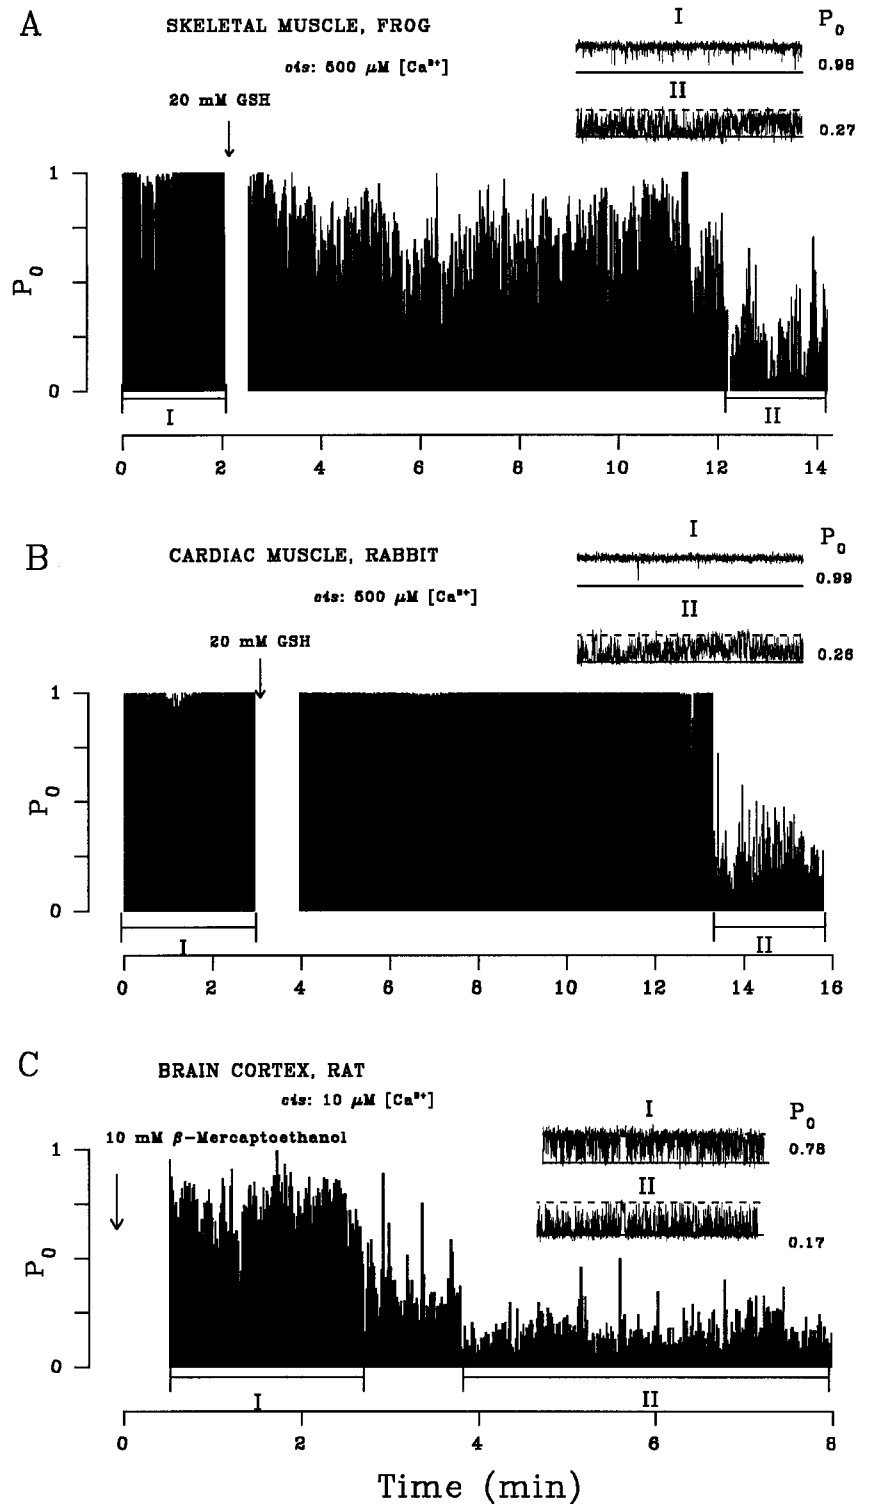 A
SKELETAL MUSCLE, FROG
cis: 500 μM [Ca²⁺]
20 mM GSH
I
P₀
0.98
II
0.27
1
P₀
0
I
II
0 2 4 6 8 10 12 14
B
CARDIAC MUSCLE, RABBIT
cis: 500 μM [Ca²⁺]
20 mM GSH
I
P₀
0.99
II
0.26
1
P₀
0
I
II
0 2 4 6 8 10 12 14 16
C
BRAIN CORTEX, RAT
cis: 10 μM [Ca²⁺]
10 mM β-Mercaptoethanol
I
P₀
0.78
II
0.17
1
P₀
0
I
II
0 2 4 6 8
Time (min)